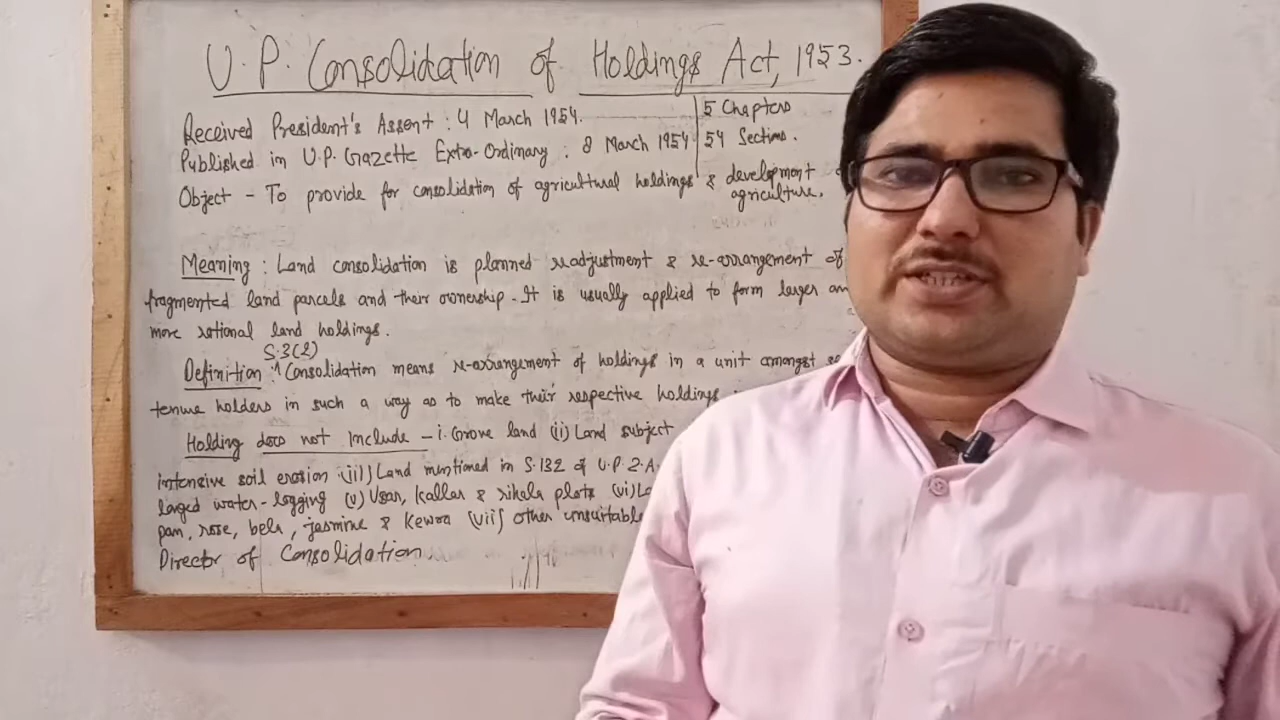 U.P. Consolidation of Holdings Act, 1953.
Received President's Assent : 4 March 1954.
5 Chapters
Published in U.P. Gazette Extra-Ordinary : 8 March 1954
54 Sections.
Object - To provide for consolidation of agricultural holdings & development
agriculture.
Meaning : Land consolidation is planned readjustment & re-arrangement of
fragmented land parcels and their ownership. It is usually applied to form larger an
more rational land holdings.
S.3(2)
Definition : ^ Consolidation means re-arrangement of holdings in a unit amongst se
tenure holders in such a way as to make their respective holdings
Holding does not Include - i. Grove land (ii) Land subject
intensive soil erosion (iii) Land mentioned in S.132 of U.P.Z.A.
larged water-logging (v) Usar, Kallar & rihala plots (vi) La
pan, rose, bela, jasmine & Kewra (vii) other unsuitable
Director of Consolidation.